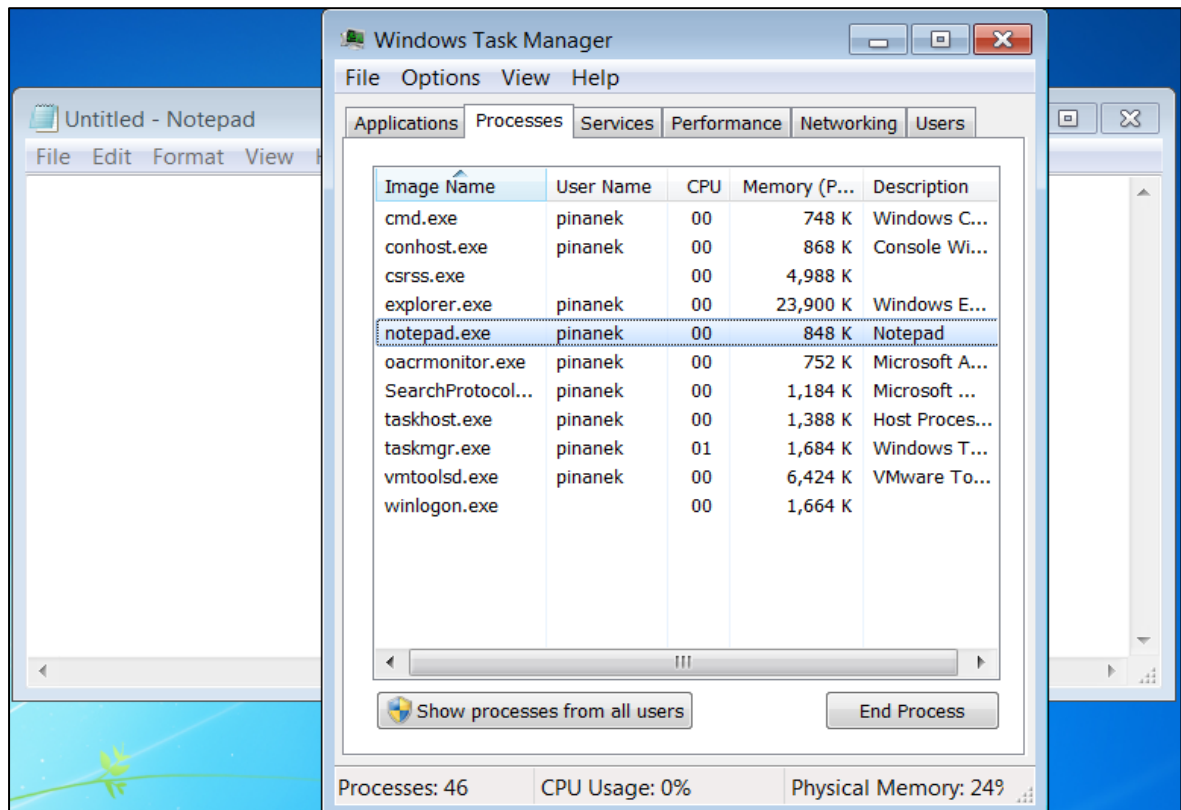 Windows Task Manager
File Options View Help
Untitled - Notepad
File Edit Format View
Applications Processes Services Performance Networking Users
Image Name User Name CPU Memory (P... Description
cmd.exe pinanek 00 748 K Windows C...
conhost.exe pinanek 00 868 K Console Wi...
csrss.exe 00 4,988 K
explorer.exe pinanek 00 23,900 K Windows E...
notepad.exe pinanek 00 848 K Notepad
oacrmonitor.exe pinanek 00 752 K Microsoft A...
SearchProtocol... pinanek 00 1,184 K Microsoft ...
taskhost.exe pinanek 00 1,388 K Host Proces...
taskmgr.exe pinanek 01 1,684 K Windows T...
vmtoolsd.exe pinanek 00 6,424 K VMware To...
winlogon.exe 00 1,664 K
Show processes from all users End Process
Processes: 46 CPU Usage: 0% Physical Memory: 24%